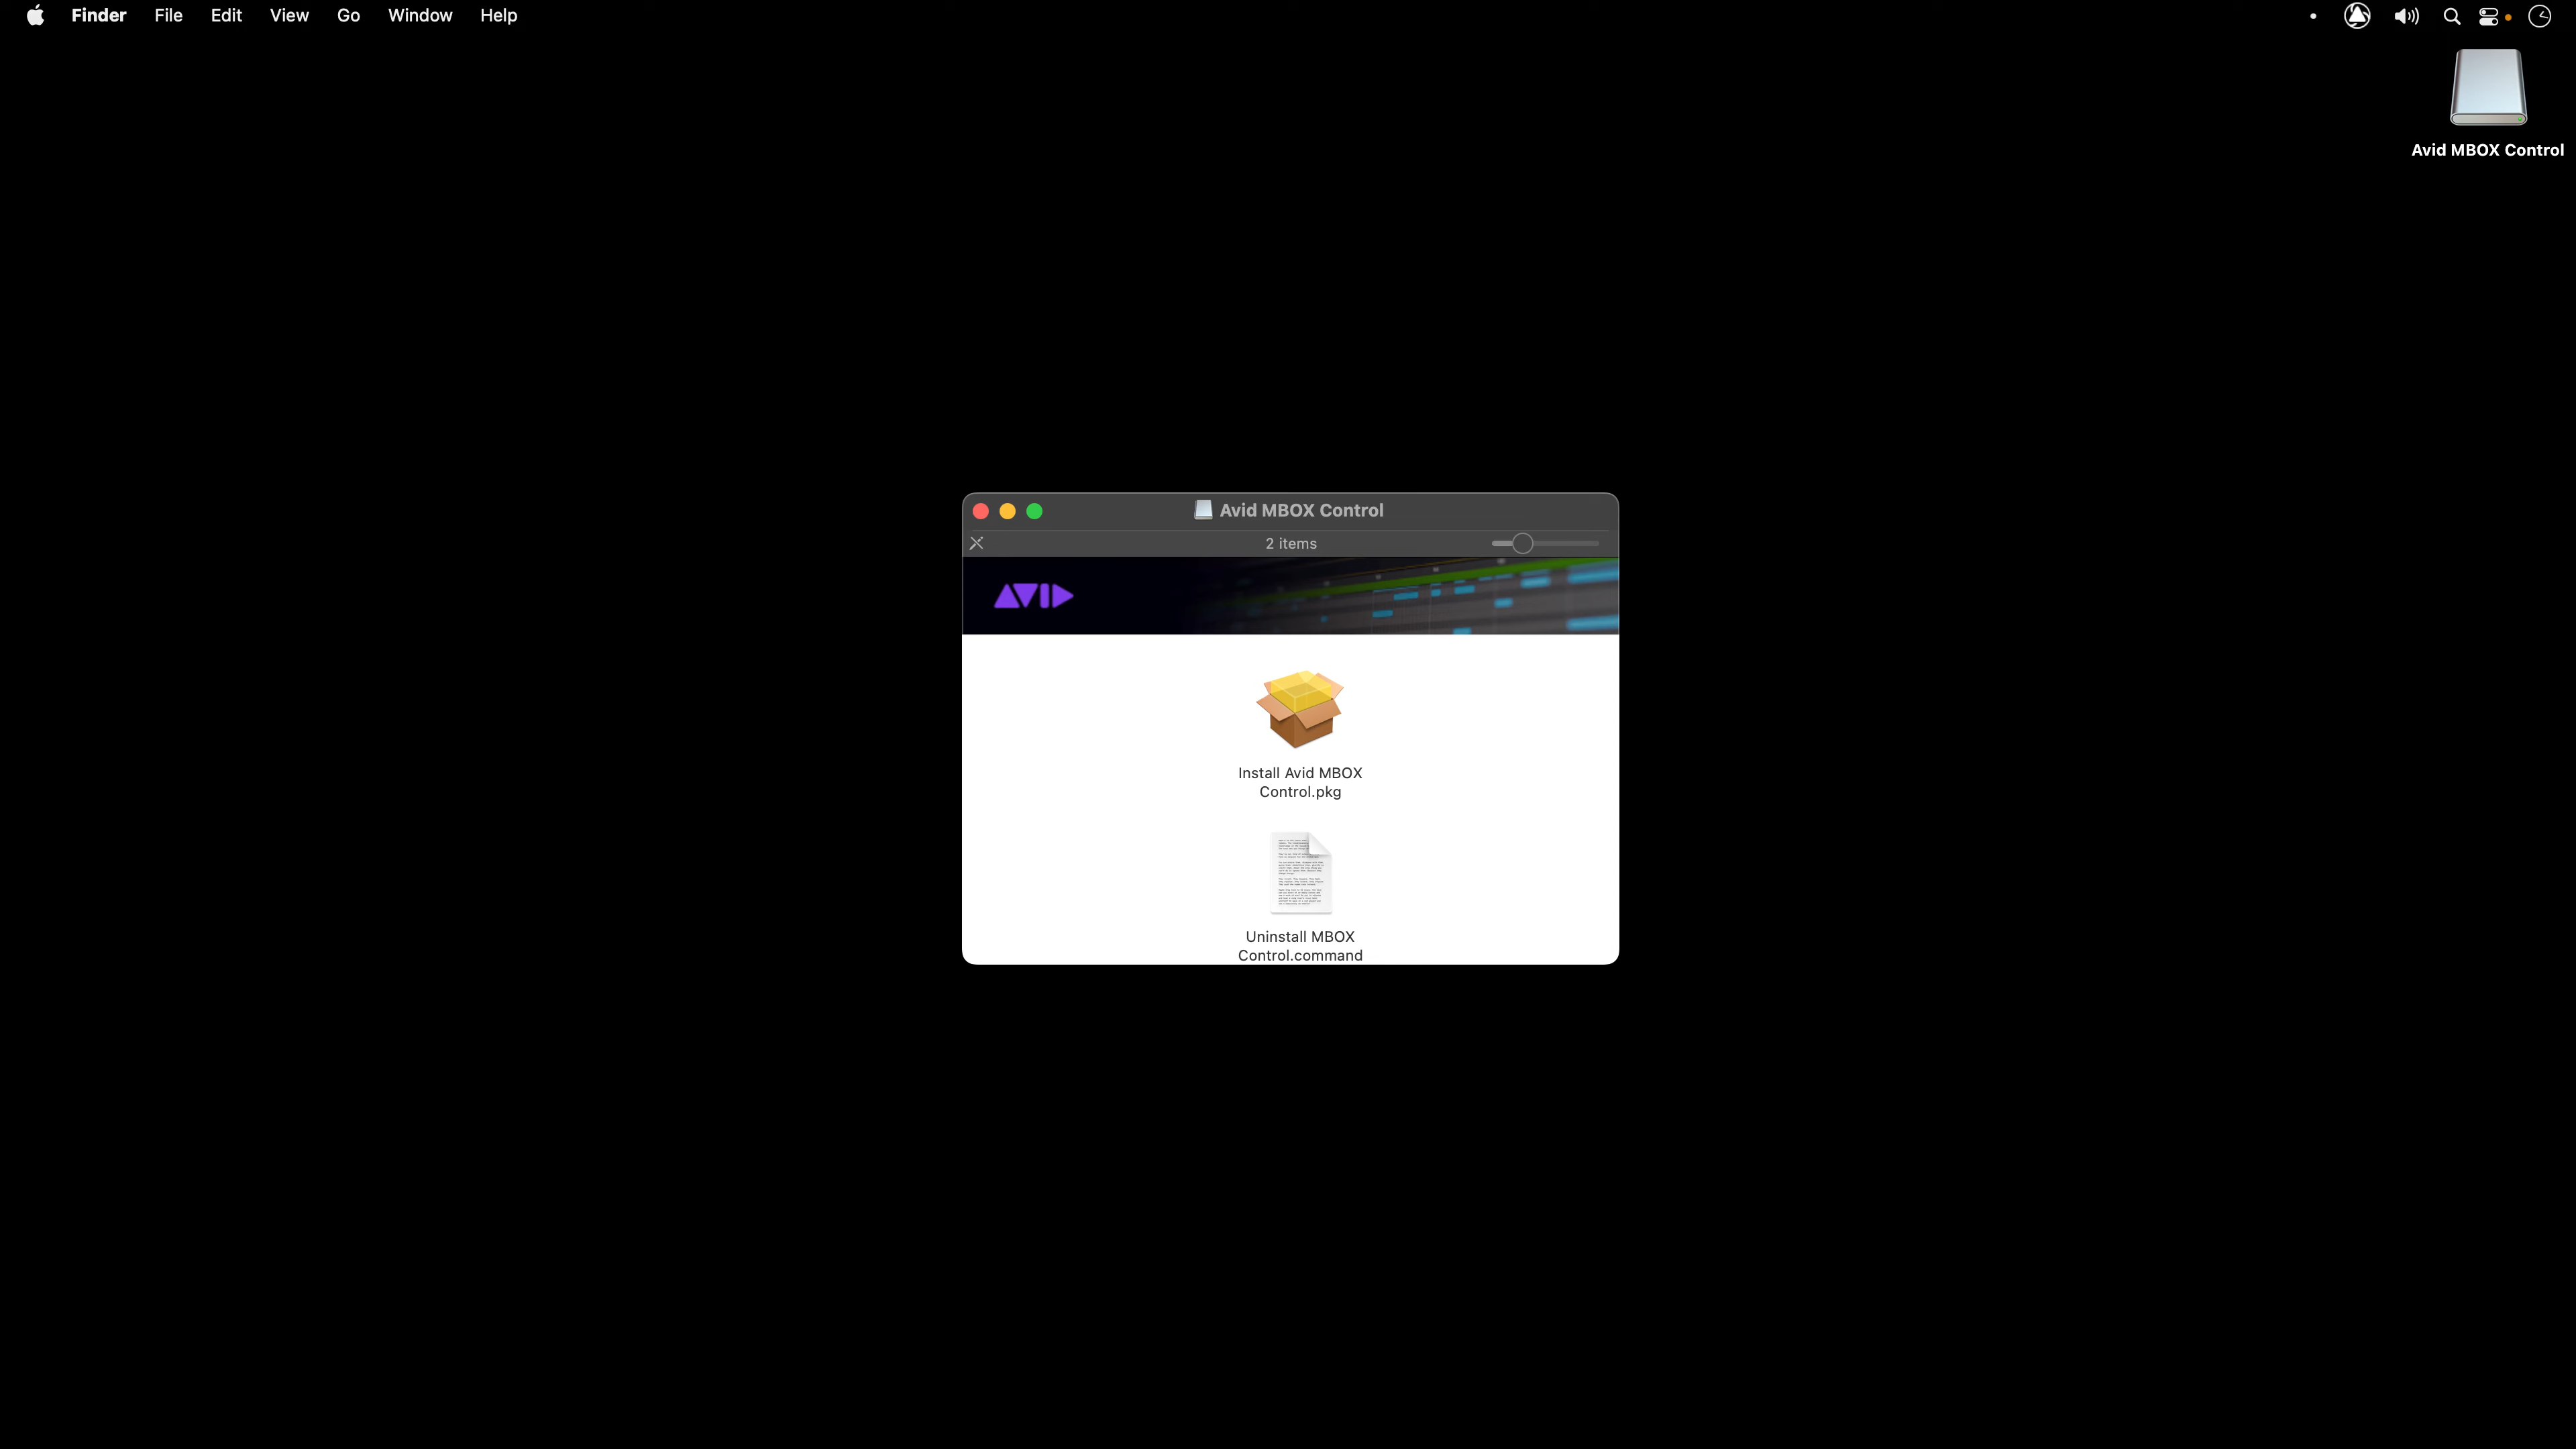 Finder File Edit View Go Window Help
Avid MBOX Control
Avid MBOX Control
2 items
AVID
Install Avid MBOX
Control.pkg
Uninstall MBOX
Control.command